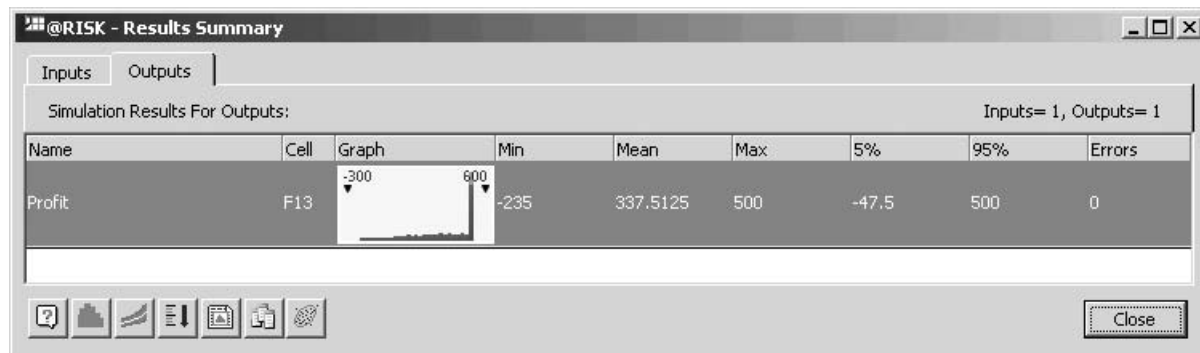 @RISK - Results Summary
Inputs Outputs
Simulation Results For Outputs: Inputs= 1, Outputs= 1
Name Cell Graph Min Mean Max 5% 95% Errors
-300 600
Profit F13 -235 337.5125 500 -47.5 500 0
Close